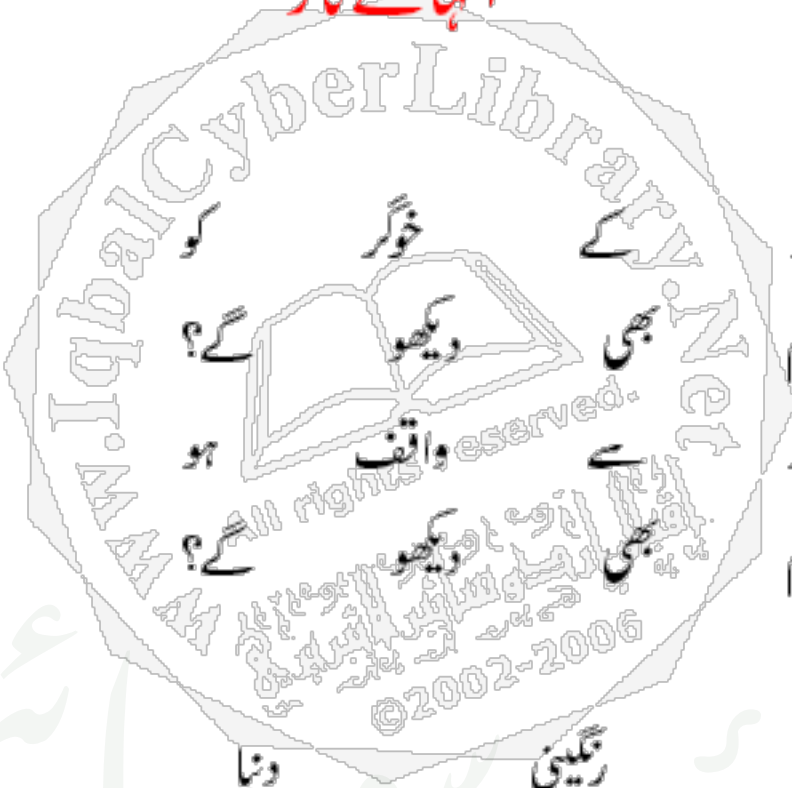 کے خوگر کو
بھی دیکھو گے؟
سے واقف ہو
بھی دیکھو گے؟
رنگینی دنیا
www.IqbalCyberLibrary.Net
All rights reserved.
©2002-2006